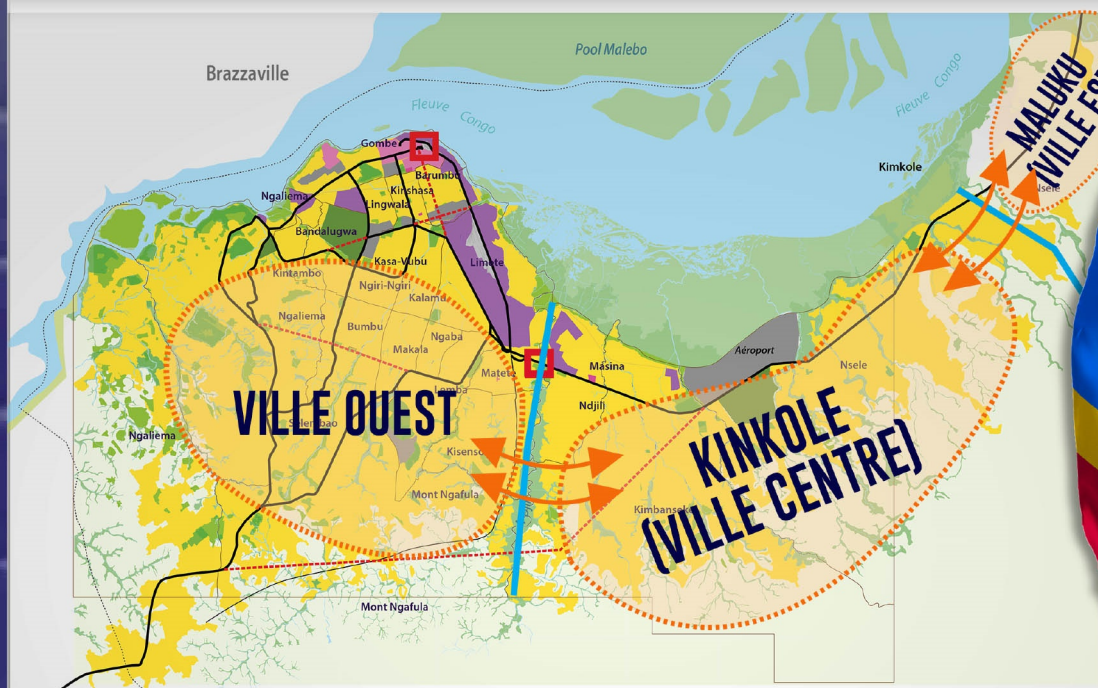 Pool Malebo
Brazzaville
Fleuve Congo
Fleuve Congo
MALUKU
(VILLE
Nsele
Gombe
Barumbu
Kimkole
Kinshasa
Ngaliema
Lingwala
Bandalugwa
Kasa-Vubu
Limete
Kintambo
Ngiri-Ngiri
Kalamu
Ngaliema
Bumbu
Ngaba
Makala
Aéroport
Matete
Masina
Nsele
Lemba
Ndjili
VILLE OUEST
Selembao
KINKOLE
(VILLE CENTRE)
Ngaliema
Kisenso
Mont Ngafula
Kimbanseke
Mont Ngafula